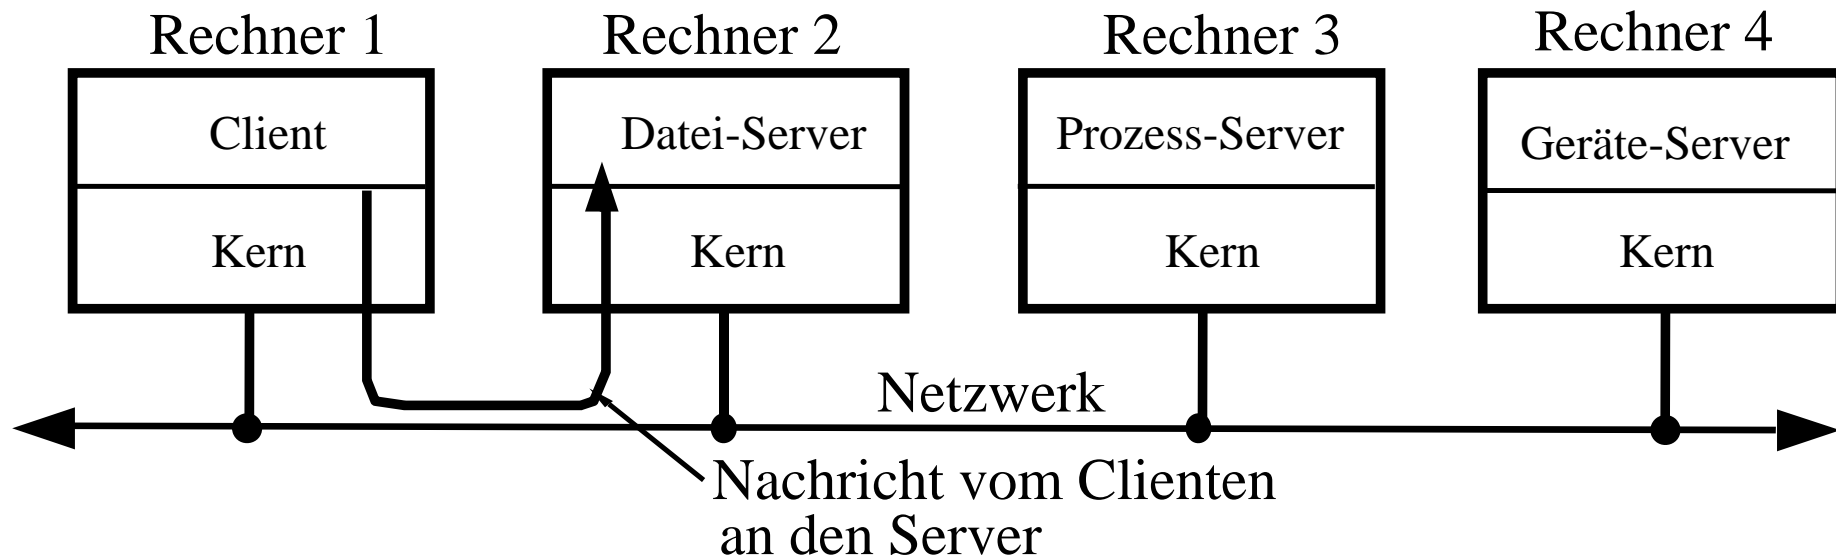 Rechner 1
Rechner 2
Rechner 3
Rechner 4
Client
Datei-Server
Prozess-Server
Geräte-Server
Kern
Kern
Kern
Kern
Netzwerk
Nachricht vom Clienten
an den Server